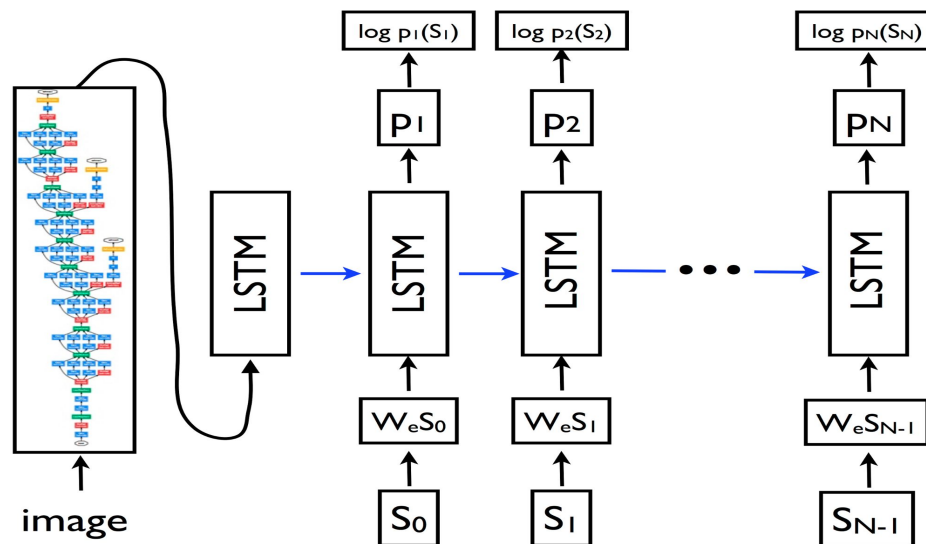 log p₁(S₁) log p₂(S₂) log pN(SN)
p₁ p₂ pN
LSTM LSTM LSTM LSTM
WₑS₀ WₑS₁ WₑSN-1
image S₀ S₁ SN-1